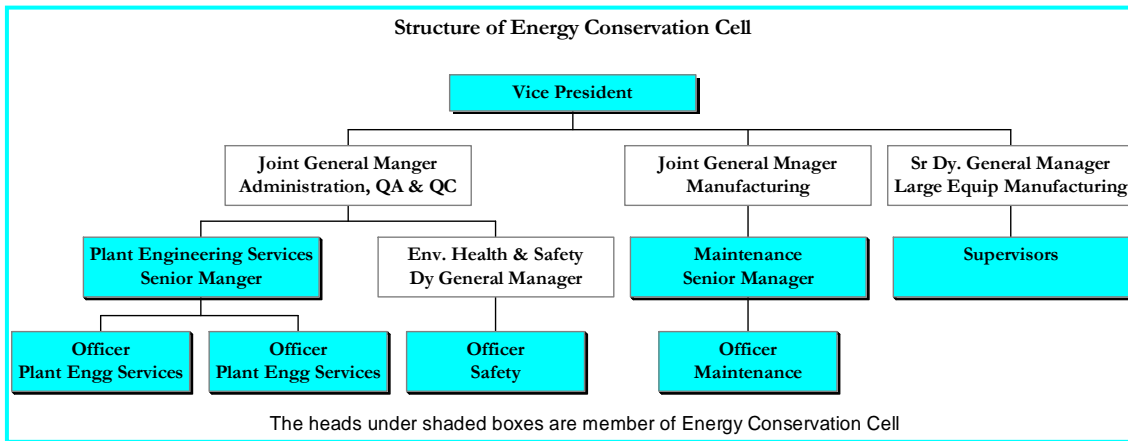 Structure of Energy Conservation Cell
Vice President
Joint General Manger
Administration, QA & QC
Joint General Mnager
Manufacturing
Sr Dy. General Manager
Large Equip Manufacturing
Plant Engineering Services
Senior Manger
Env. Health & Safety
Dy General Manager
Maintenance
Senior Manager
Supervisors
Officer
Plant Engg Services
Officer
Plant Engg Services
Officer
Safety
Officer
Maintenance
The heads under shaded boxes are member of Energy Conservation Cell